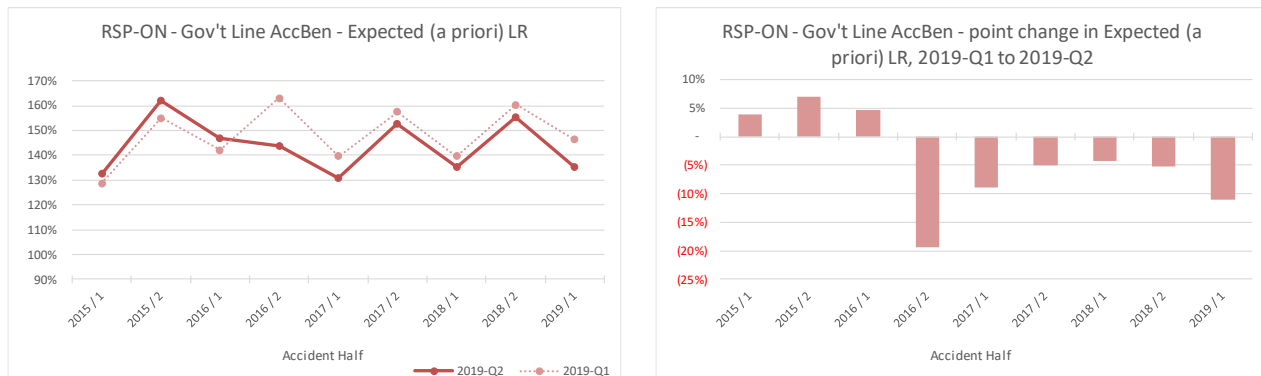 RSP-ON - Gov't Line AccBen - Expected (a priori) LR
170%
160%
150%
140%
130%
120%
110%
100%
90%
2015 / 1
2015 / 2
2016 / 1
2016 / 2
2017 / 1
2017 / 2
2018 / 1
2018 / 2
2019 / 1
Accident Half
2019-Q2
2019-Q1
RSP-ON - Gov't Line AccBen - point change in Expected (a
priori) LR, 2019-Q1 to 2019-Q2
10%
5%
-
(5%)
(10%)
(15%)
(20%)
(25%)
2015 / 1
2015 / 2
2016 / 1
2016 / 2
2017 / 1
2017 / 2
2018 / 1
2018 / 2
2019 / 1
Accident Half